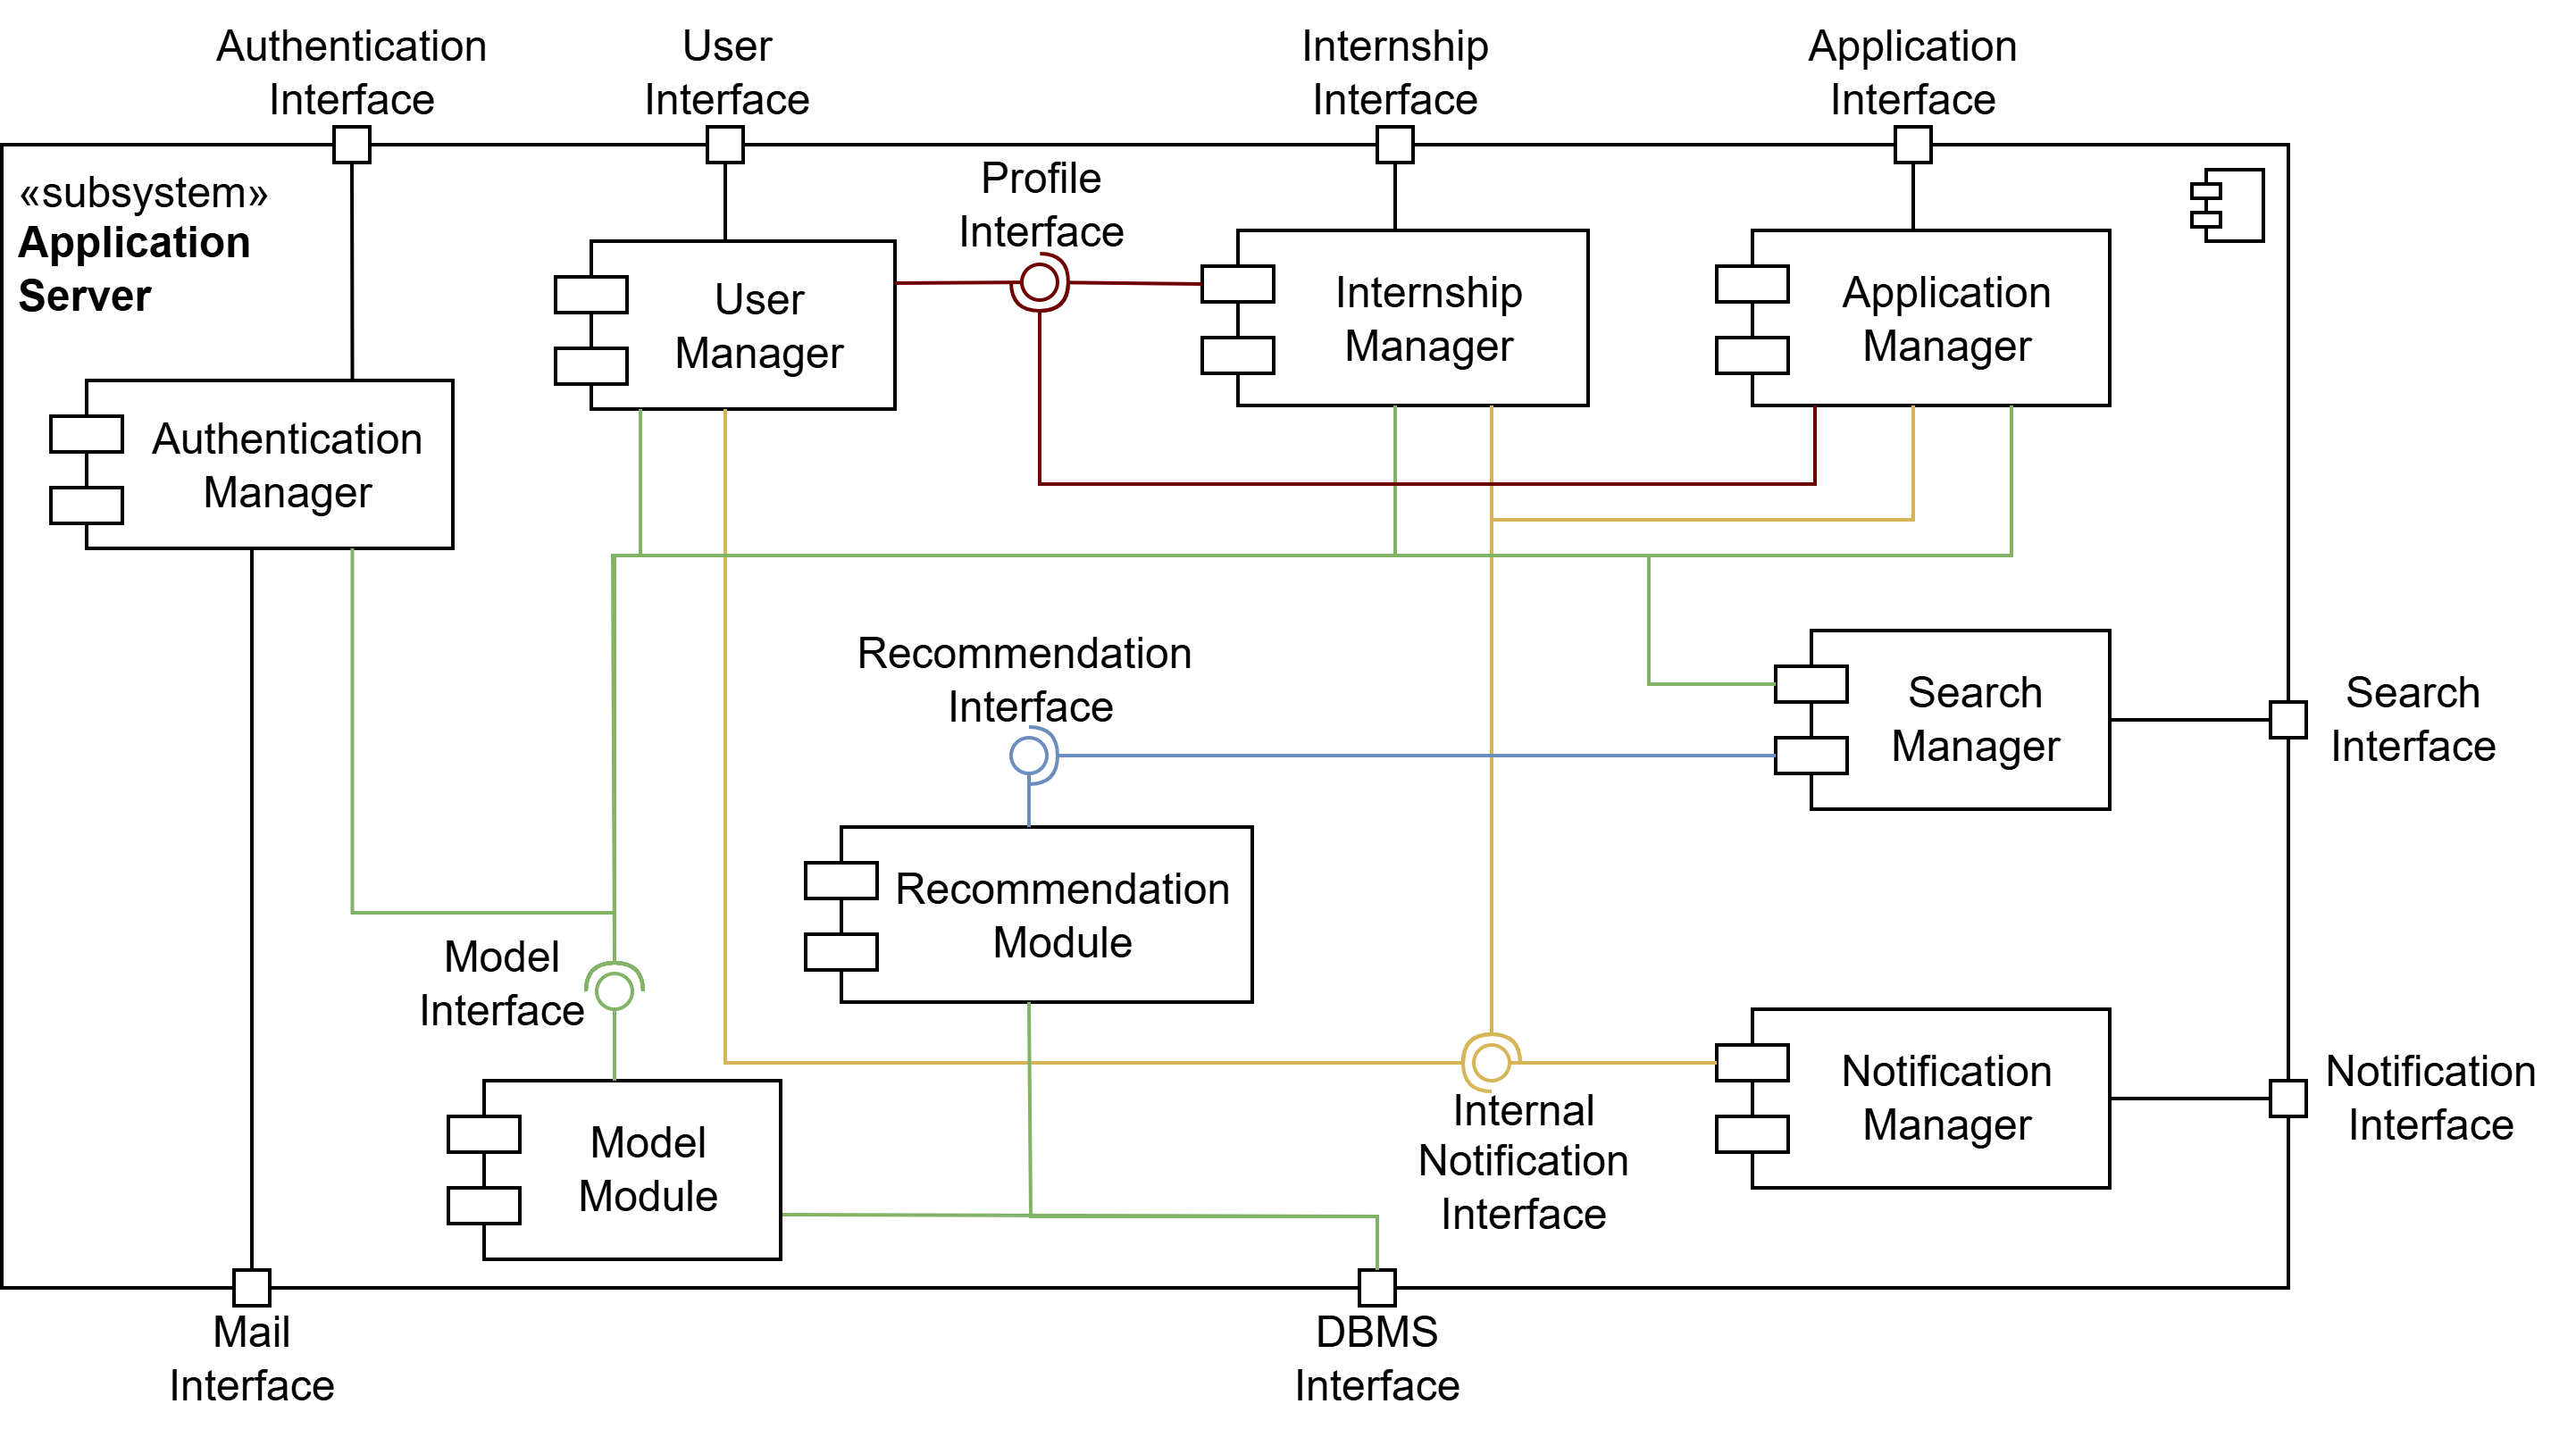 Authentication
Interface
User
Interface
Internship
Interface
Application
Interface
«subsystem»
Application
Server
Profile
Interface
User
Manager
Internship
Manager
Application
Manager
Authentication
Manager
Recommendation
Interface
Search
Manager
Search
Interface
Recommendation
Module
Model
Interface
Model
Module
Internal
Notification
Interface
Notification
Manager
Notification
Interface
Mail
Interface
DBMS
Interface